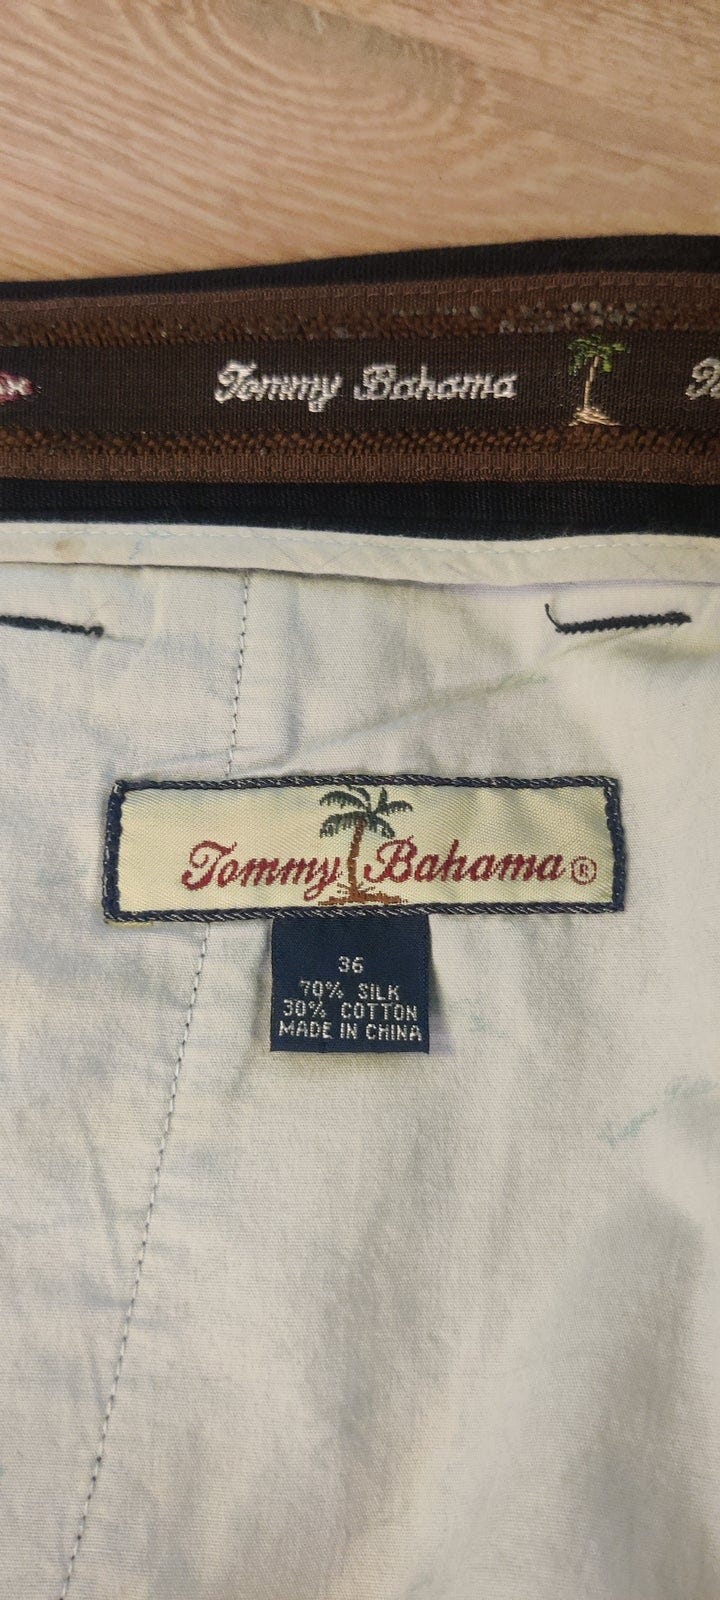 Tommy Bahama
Tommy Bahama®
36
70% SILK
30% COTTON
MADE IN CHINA